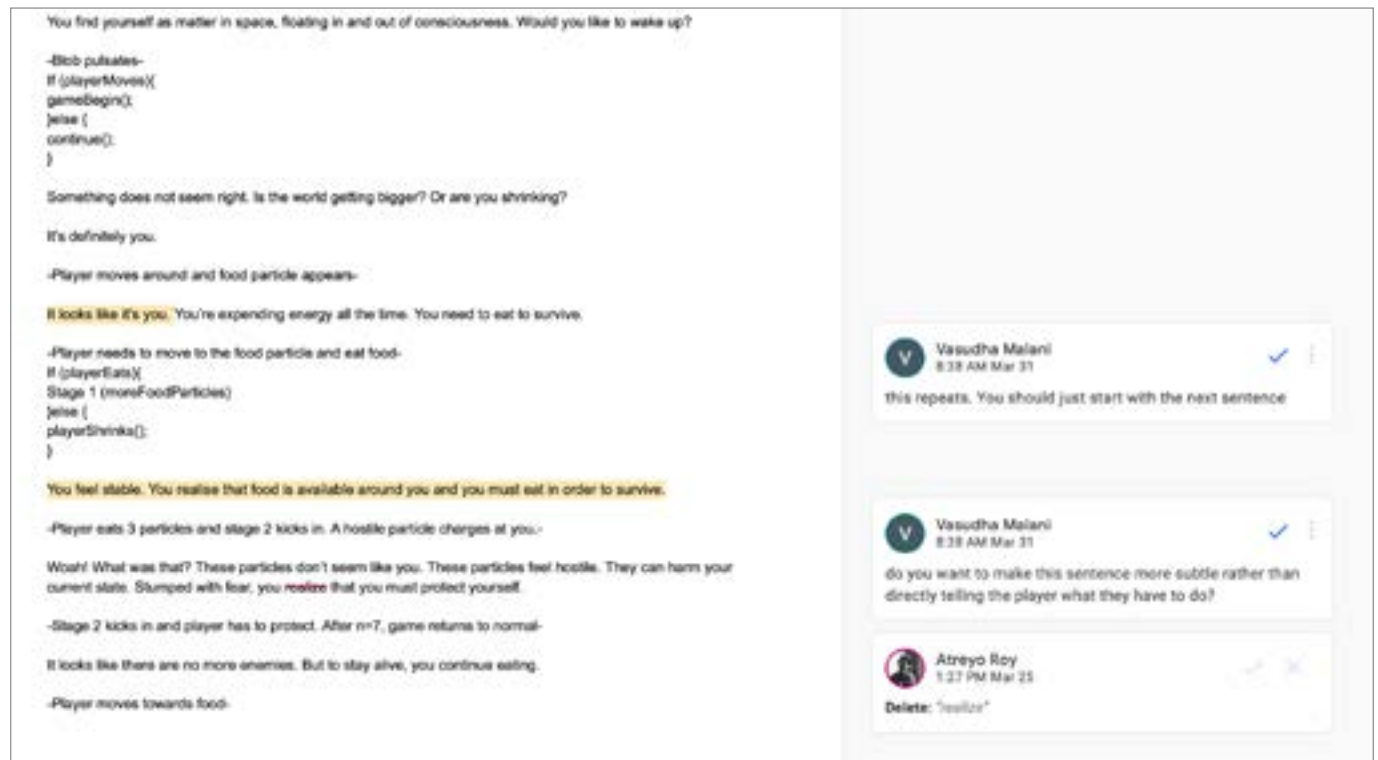 You find yourself as matter in space, floating in and out of consciousness. Would you like to wake up?
-Blob pulsates-
If (playerMoves){
gameBegin();
}else {
continue();
}
Something does not seem right. Is the world getting bigger? Or are you shrinking?
It's definitely you.
-Player moves around and food particle appears-
It looks like it's you. You're expending energy all the time. You need to eat to survive.
-Player needs to move to the food particle and eat food-
If (playerEats){
Stage 1 (moreFoodParticles)
}else {
playerShrinks();
}
You feel stable. You realise that food is available around you and you must eat in order to survive.
-Player eats 3 particles and stage 2 kicks in. A hostile particle charges at you.-
Woah! What was that? These particles don't seem like you. These particles feel hostile. They can harm your
current state. Stumped with fear, you realize that you must protect yourself.
-Stage 2 kicks in and player has to protect. After n=7, game returns to normal-
It looks like there are no more enemies. But to stay alive, you continue eating.
-Player moves towards food-
V
Vasudha Malani
8:38 AM Mar 31
this repeats. You should just start with the next sentence
V
Vasudha Malani
8:38 AM Mar 31
do you want to make this sentence more subtle rather than
directly telling the player what they have to do?
Atreyo Roy
1:27 PM Mar 25
Delete: "realize"